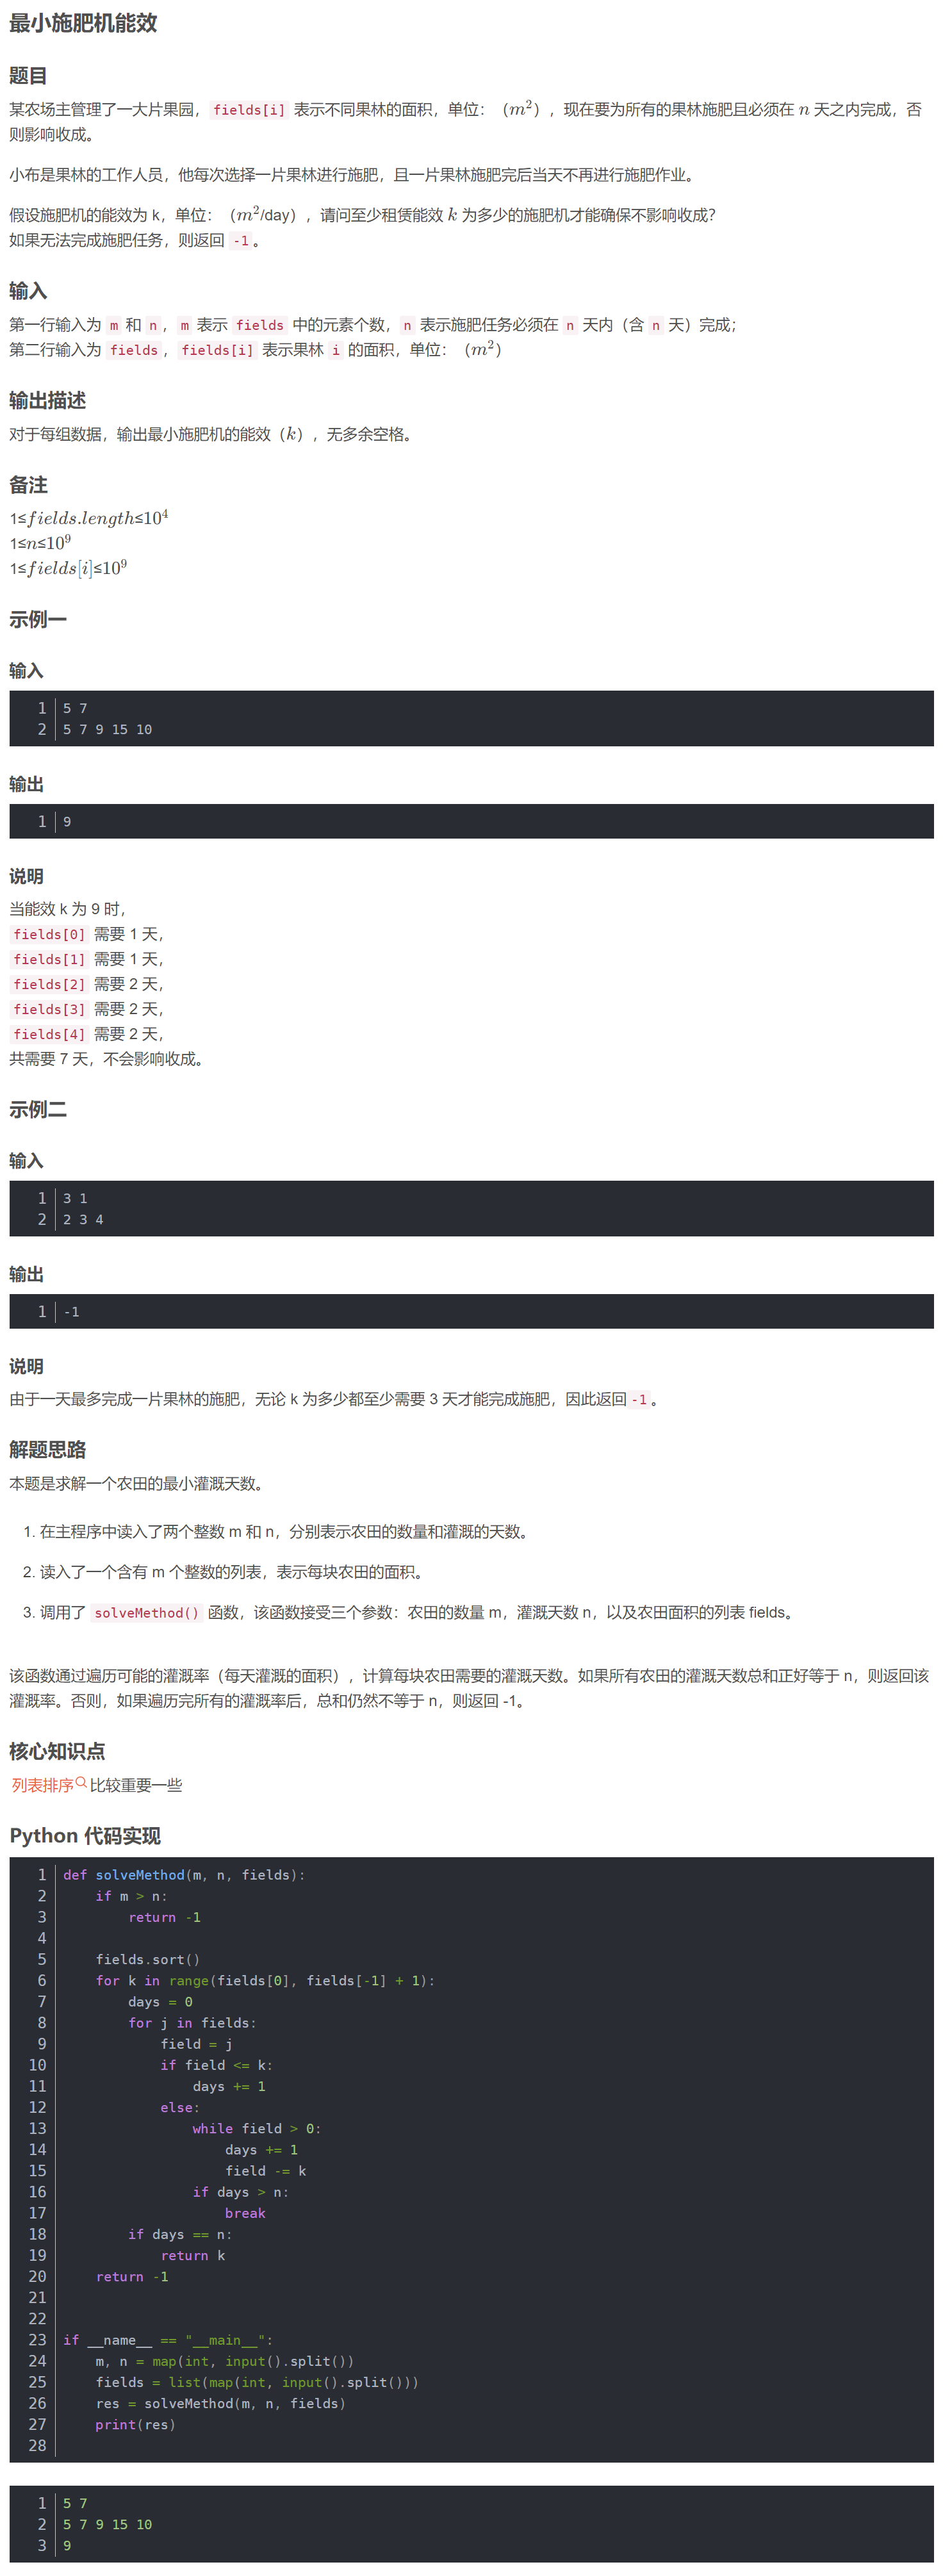 最小施肥机能效
题目
某农场主管理了一大片果园，fields[i] 表示不同果林的面积，单位：（m²），现在要为所有的果林施肥且必须在 n 天之内完成，否
则影响收成。
小布是果林的工作人员，他每次选择一片果林进行施肥，且一片果林施肥完后当天不再进行施肥作业。
假设施肥机的能效为 k，单位：（m²/day），请问至少租赁能效 k 为多少的施肥机才能确保不影响收成？
如果无法完成施肥任务，则返回 -1。
输入
第一行输入为 m 和 n，m 表示 fields 中的元素个数，n 表示施肥任务必须在 n 天内（含 n 天）完成；
第二行输入为 fields，fields[i] 表示果林 i 的面积，单位：（m²）
输出描述
对于每组数据，输出最小施肥机的能效（k），无多余空格。
备注
1≤fields.length≤10⁴
1≤n≤10⁹
1≤fields[i]≤10⁹
示例一
输入
1 5 7
2 5 7 9 15 10
输出
1 9
说明
当能效 k 为 9 时，
fields[0] 需要 1 天，
fields[1] 需要 1 天，
fields[2] 需要 2 天，
fields[3] 需要 2 天，
fields[4] 需要 2 天，
共需要 7 天，不会影响收成。
示例二
输入
1 3 1
2 2 3 4
输出
1 -1
说明
由于一天最多完成一片果林的施肥，无论 k 为多少都至少需要 3 天才能完成施肥，因此返回 -1。
解题思路
本题是求解一个农田的最小灌溉天数。
1. 在主程序中读入了两个整数 m 和 n，分别表示农田的数量和灌溉的天数。
2. 读入了一个含有 m 个整数的列表，表示每块农田的面积。
3. 调用了 solveMethod() 函数，该函数接受三个参数：农田的数量 m，灌溉天数 n，以及农田面积的列表 fields。
该函数通过遍历可能的灌溉率（每天灌溉的面积），计算每块农田需要的灌溉天数。如果所有农田的灌溉天数总和正好等于 n，则返回该
灌溉率。否则，如果遍历完所有的灌溉率后，总和仍然不等于 n，则返回 -1。
核心知识点
列表排序 比较重要一些
Python 代码实现
1 def solveMethod(m, n, fields):
2     if m > n:
3         return -1
4
5     fields.sort()
6     for k in range(fields[0], fields[-1] + 1):
7         days = 0
8         for j in fields:
9             field = j
10             if field <= k:
11                 days += 1
12             else:
13                 while field > 0:
14                     days += 1
15                     field -= k
16                 if days > n:
17                     break
18         if days == n:
19             return k
20     return -1
21
22
23 if __name__ == "__main__":
24     m, n = map(int, input().split())
25     fields = list(map(int, input().split()))
26     res = solveMethod(m, n, fields)
27     print(res)
28
1 5 7
2 5 7 9 15 10
3 9